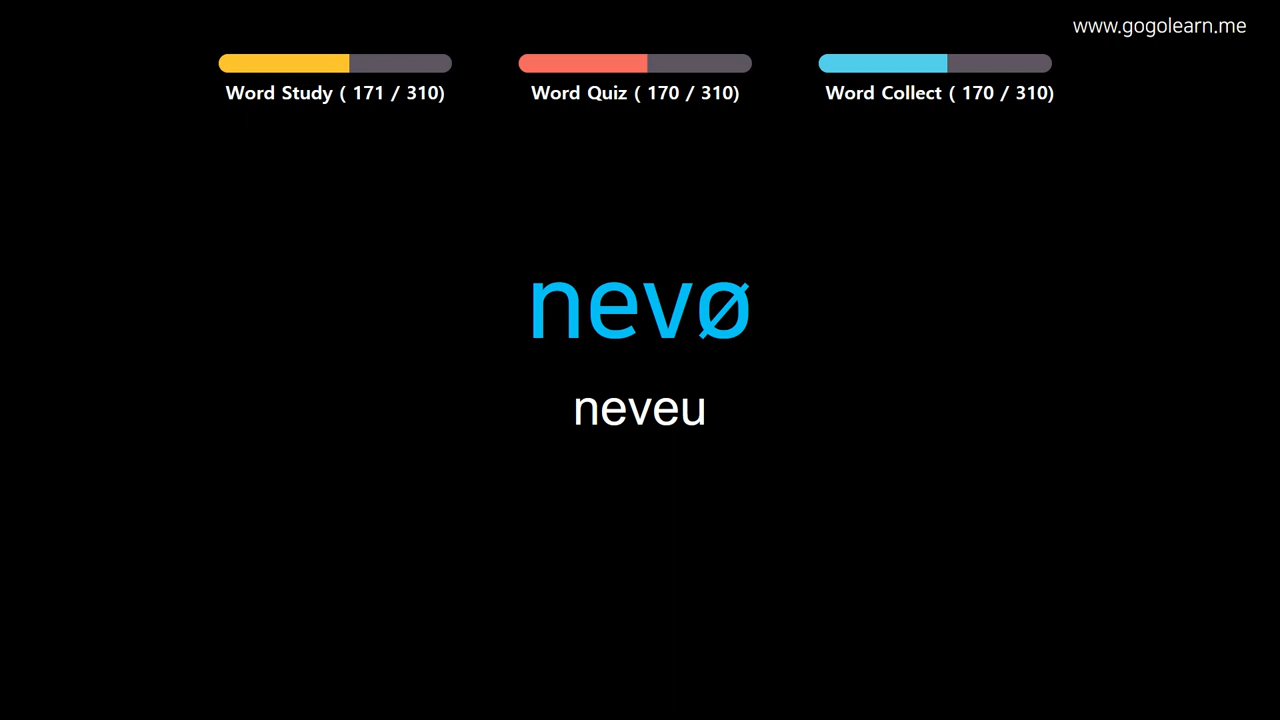 www.gogolearn.me
Word Study ( 171 / 310)
Word Quiz ( 170 / 310)
Word Collect ( 170 / 310)
nevø
neveu